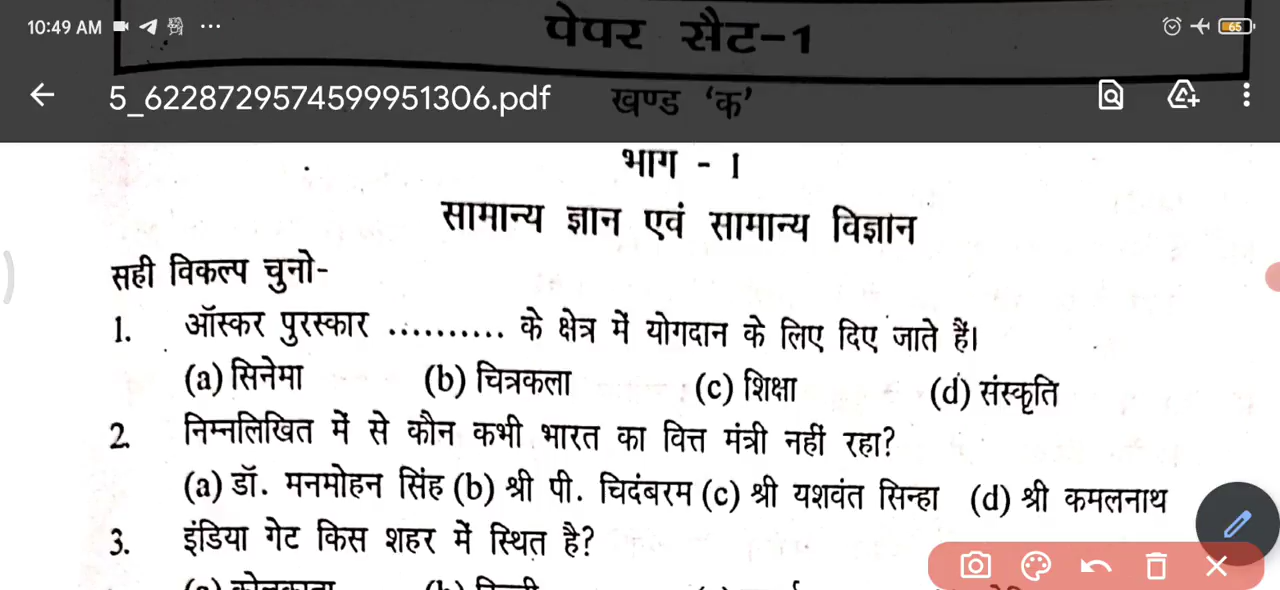 10:49 AM ... 65
पेपर सैट-1
5_6228729574599951306.pdf
खण्ड 'क'
भाग - I
सामान्य ज्ञान एवं सामान्य विज्ञान
सही विकल्प चुनो-
1. ऑस्कर पुरस्कार .......... के क्षेत्र में योगदान के लिए दिए जाते हैं।
(a) सिनेमा (b) चित्रकला (c) शिक्षा (d) संस्कृति
2. निम्नलिखित में से कौन कभी भारत का वित्त मंत्री नहीं रहा?
(a) डॉ. मनमोहन सिंह (b) श्री पी. चिदंबरम (c) श्री यशवंत सिन्हा (d) श्री कमलनाथ
3. इंडिया गेट किस शहर में स्थित है?